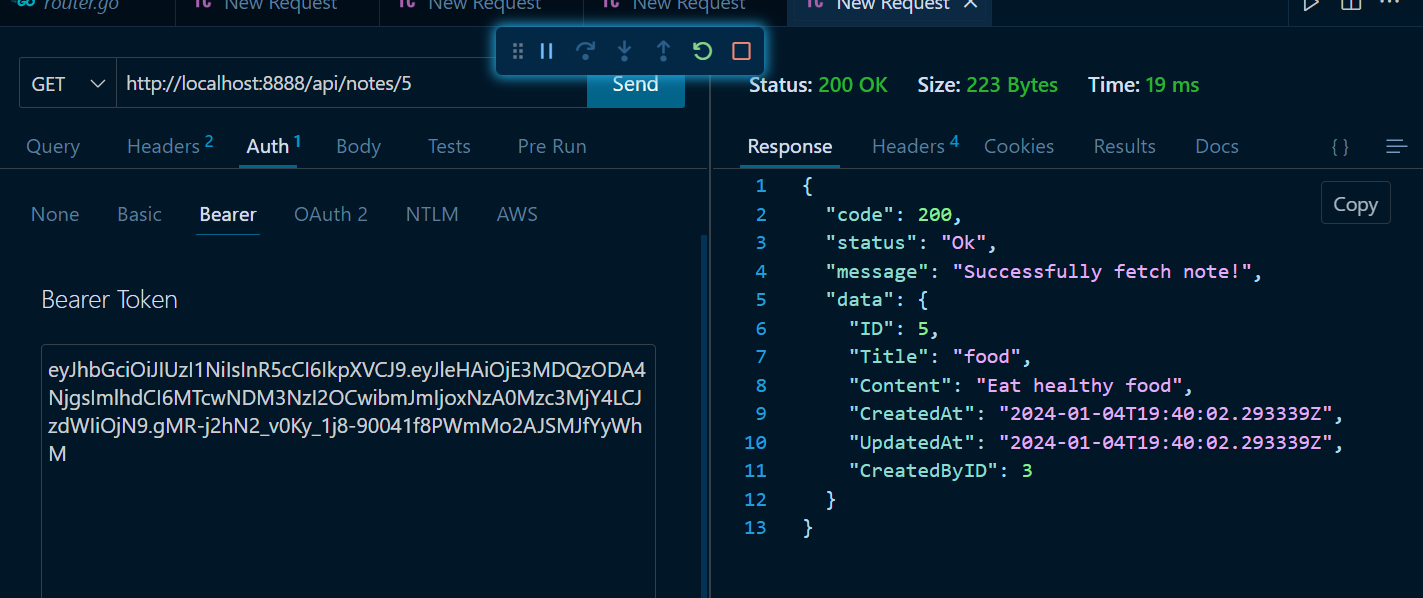 router.go
TC New Request
TC New Request
TC New Request
TC New Request
GET http://localhost:8888/api/notes/5 Send
Query Headers 2 Auth 1 Body Tests Pre Run
None Basic Bearer OAuth 2 NTLM AWS
Bearer Token
eyJhbGciOiJIUzI1NiIsInR5cCI6IkpXVCJ9.eyJleHAiOjE3MDQzODA4
NjgsImlhdCI6MTcwNDM3NzI2OCwibmJmIjoxNzA0Mzc3MjY4LCJ
zdWIiOjN9.gMR-j2hN2_v0Ky_1j8-90041f8PWmMo2AJSMJfYyWh
M
Status: 200 OK Size: 223 Bytes Time: 19 ms
Response Headers 4 Cookies Results Docs { }
Copy
1 {
2 "code": 200,
3 "status": "Ok",
4 "message": "Successfully fetch note!",
5 "data": {
6 "ID": 5,
7 "Title": "food",
8 "Content": "Eat healthy food",
9 "CreatedAt": "2024-01-04T19:40:02.293339Z",
10 "UpdatedAt": "2024-01-04T19:40:02.293339Z",
11 "CreatedByID": 3
12 }
13 }